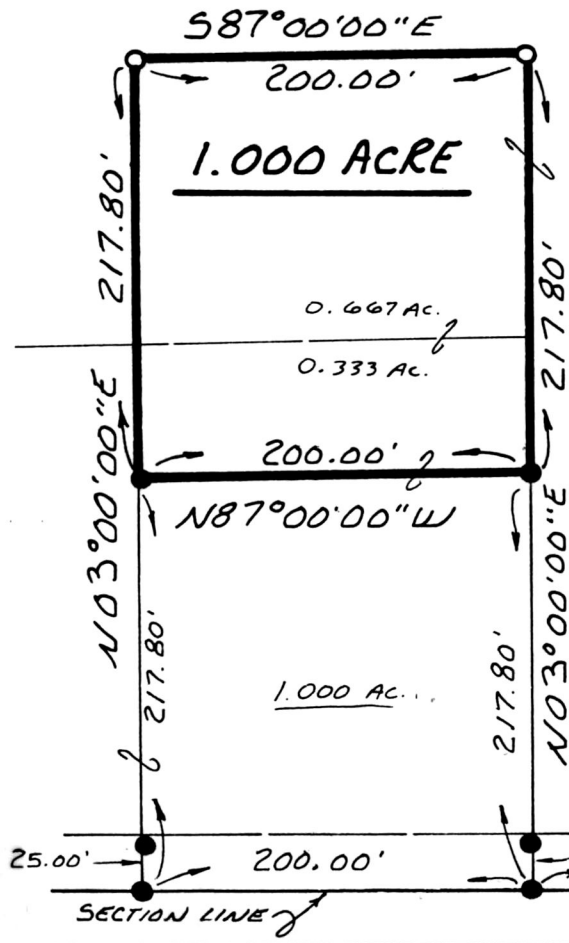 S87°00'00"E
200.00'
1.000 ACRE
217.80'
217.80'
0.667 AC.
0.333 AC.
200.00'
N87°00'00"W
N03°00'00"E
N03°00'00"E
217.80'
217.80'
1.000 AC...
25.00'
200.00'
SECTION LINE